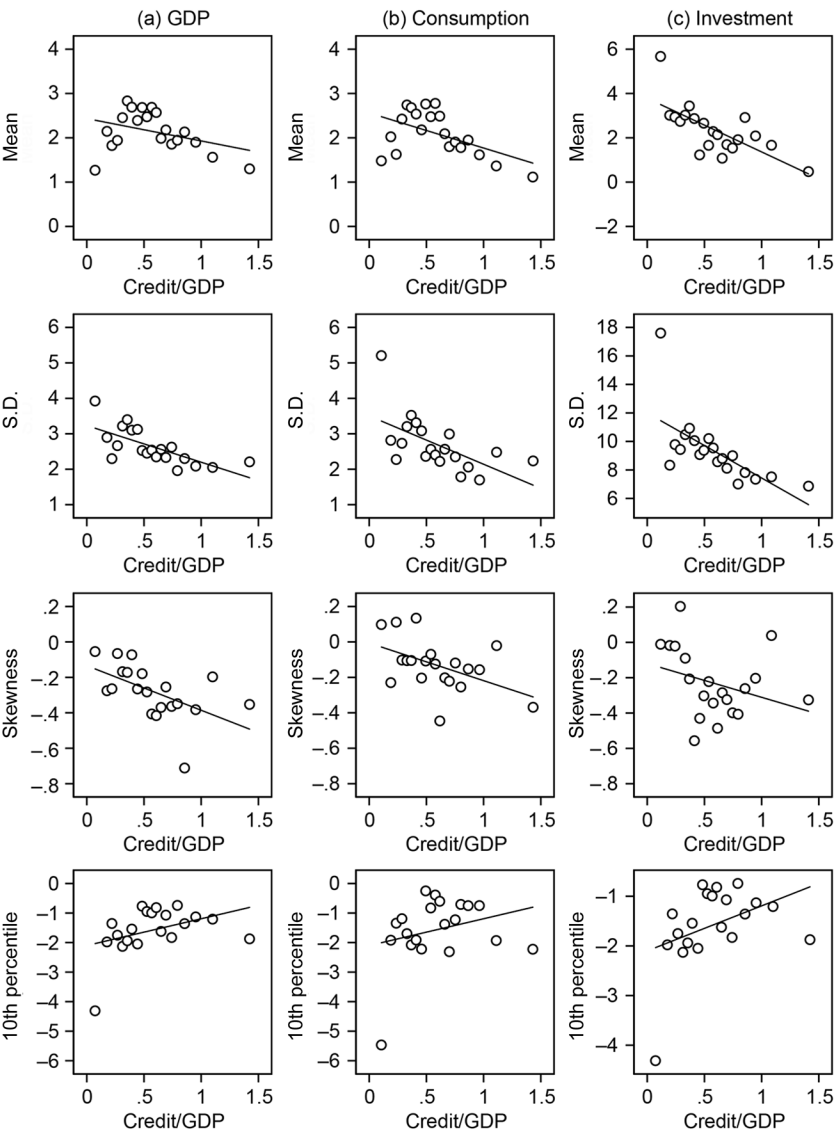 (a) GDP (b) Consumption (c) Investment
Mean 4 3 2 1 0
Mean 4 3 2 1 0
Mean 6 4 2 0 –2
0 .5 1 1.5 0 .5 1 1.5 0 .5 1 1.5
Credit/GDP Credit/GDP Credit/GDP
S.D. 6 5 4 3 2 1
S.D. 6 5 4 3 2 1
S.D. 18 16 14 12 10 8 6
0 .5 1 1.5 0 .5 1 1.5 0 .5 1 1.5
Credit/GDP Credit/GDP Credit/GDP
Skewness .2 0 –.2 –.4 –.6 –.8
Skewness .2 0 –.2 –.4 –.6 –.8
Skewness .2 0 –.2 –.4 –.6 –.8
0 .5 1 1.5 0 .5 1 1.5 0 .5 1 1.5
Credit/GDP Credit/GDP Credit/GDP
10th percentile 0 –1 –2 –3 –4 –5 –6
10th percentile 0 –1 –2 –3 –4 –5 –6
10th percentile –1 –2 –3 –4
0 .5 1 1.5 0 .5 1 1.5 0 .5 1 1.5
Credit/GDP Credit/GDP Credit/GDP